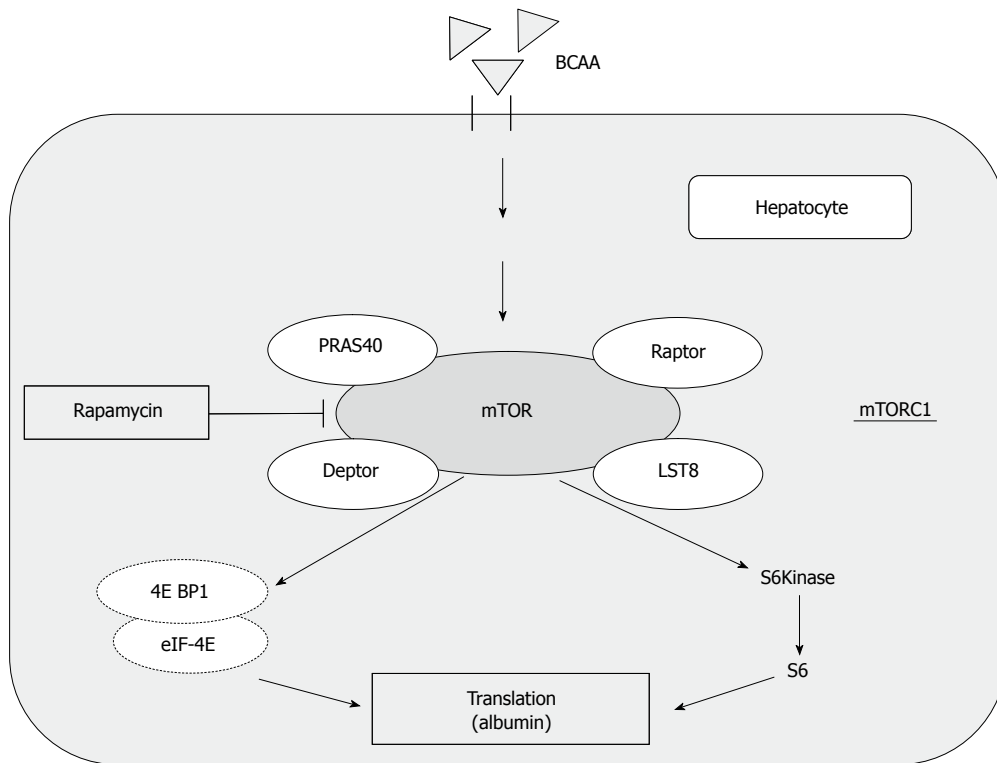 BCAA
Hepatocyte
PRAS40
Raptor
Rapamycin
mTOR
mTORC1
Deptor
LST8
4E BP1
S6Kinase
eIF-4E
S6
Translation
(albumin)